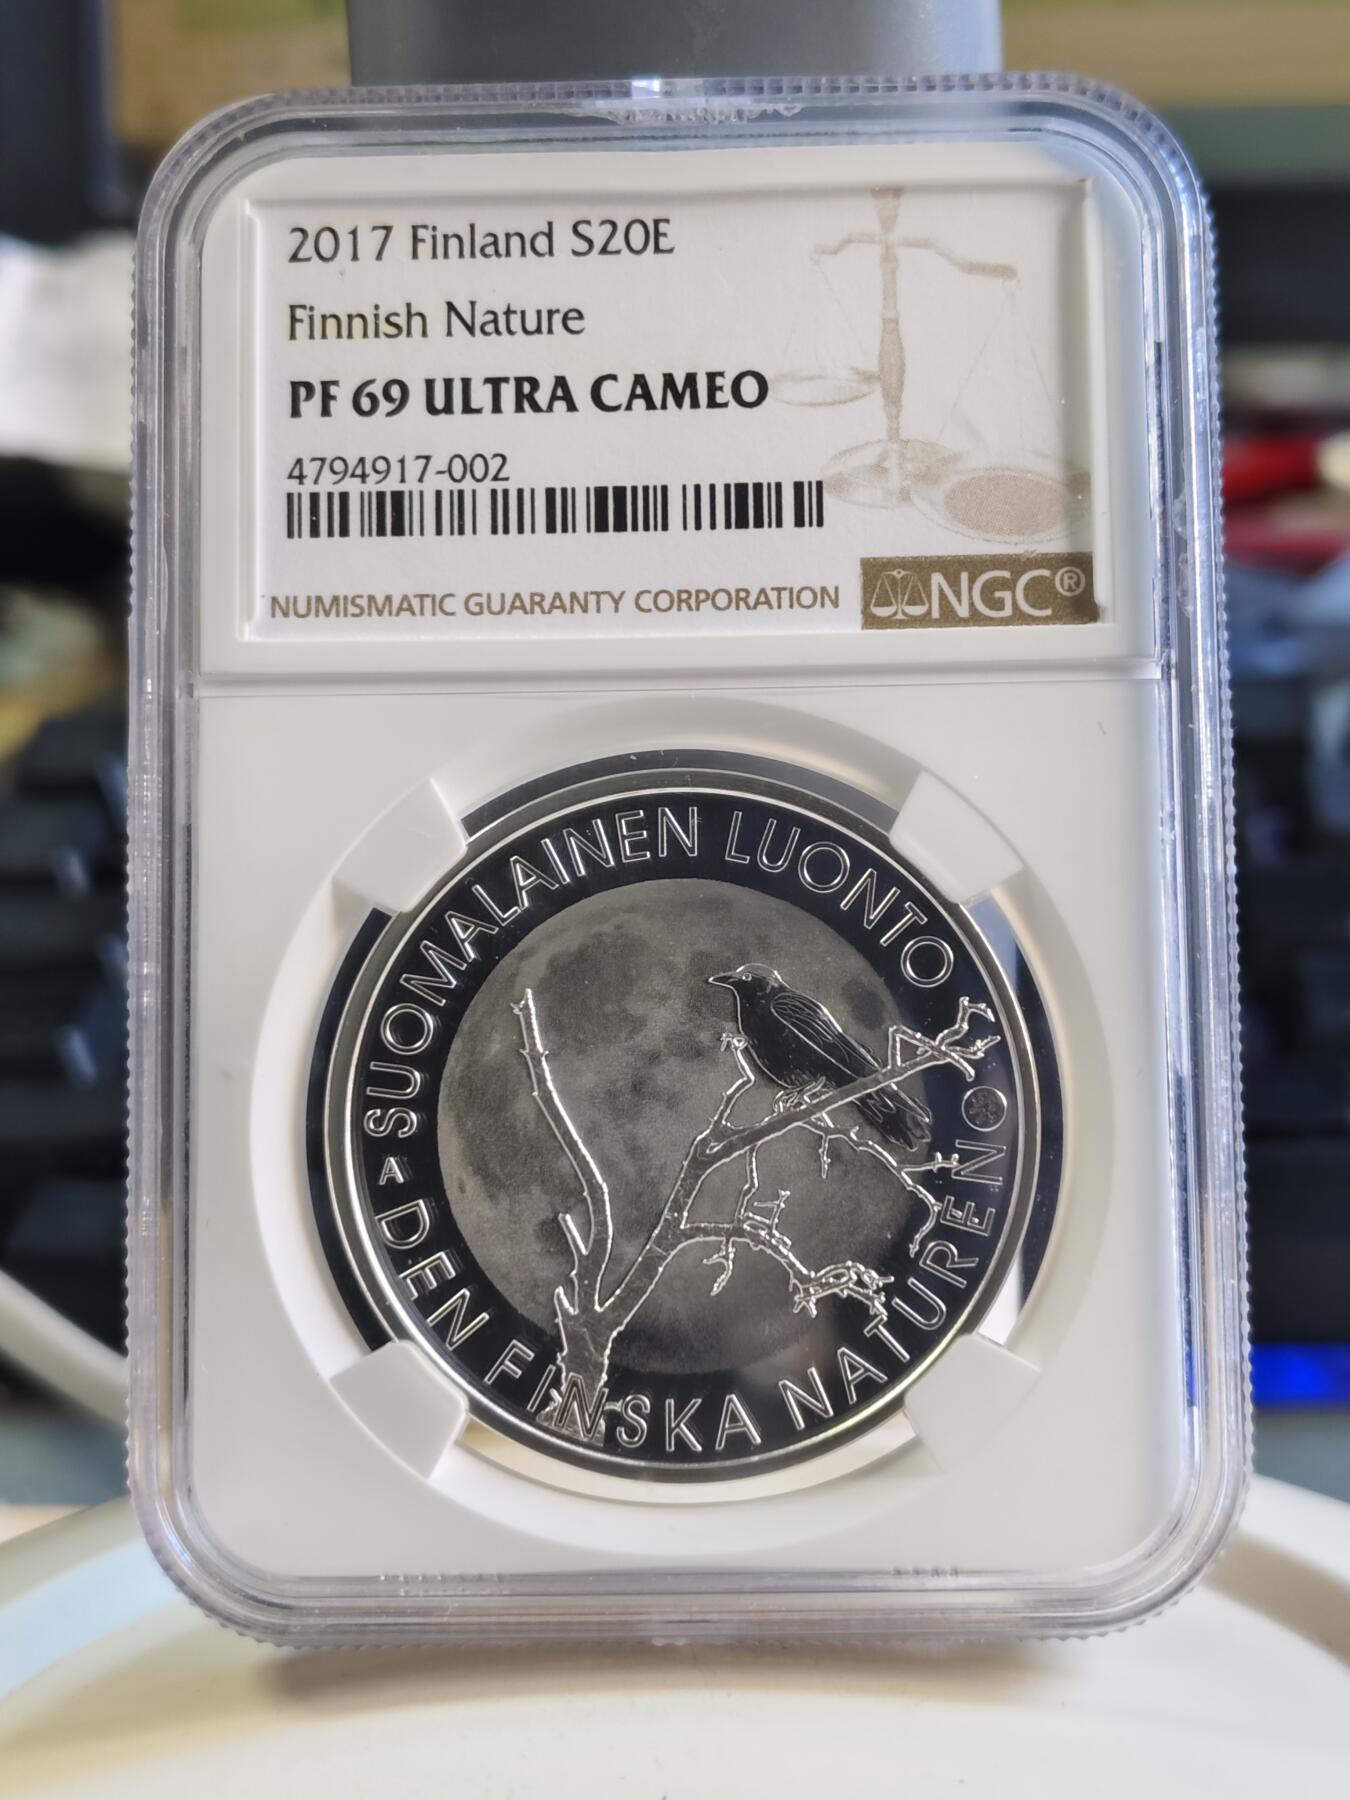 2017 Finland S20E
Finnish Nature
PF 69 ULTRA CAMEO
4794917-002
NUMISMATIC GUARANTY CORPORATION
NGC®
SUOMALAINEN LUONTO
A
DEN FINSKA NATUREN